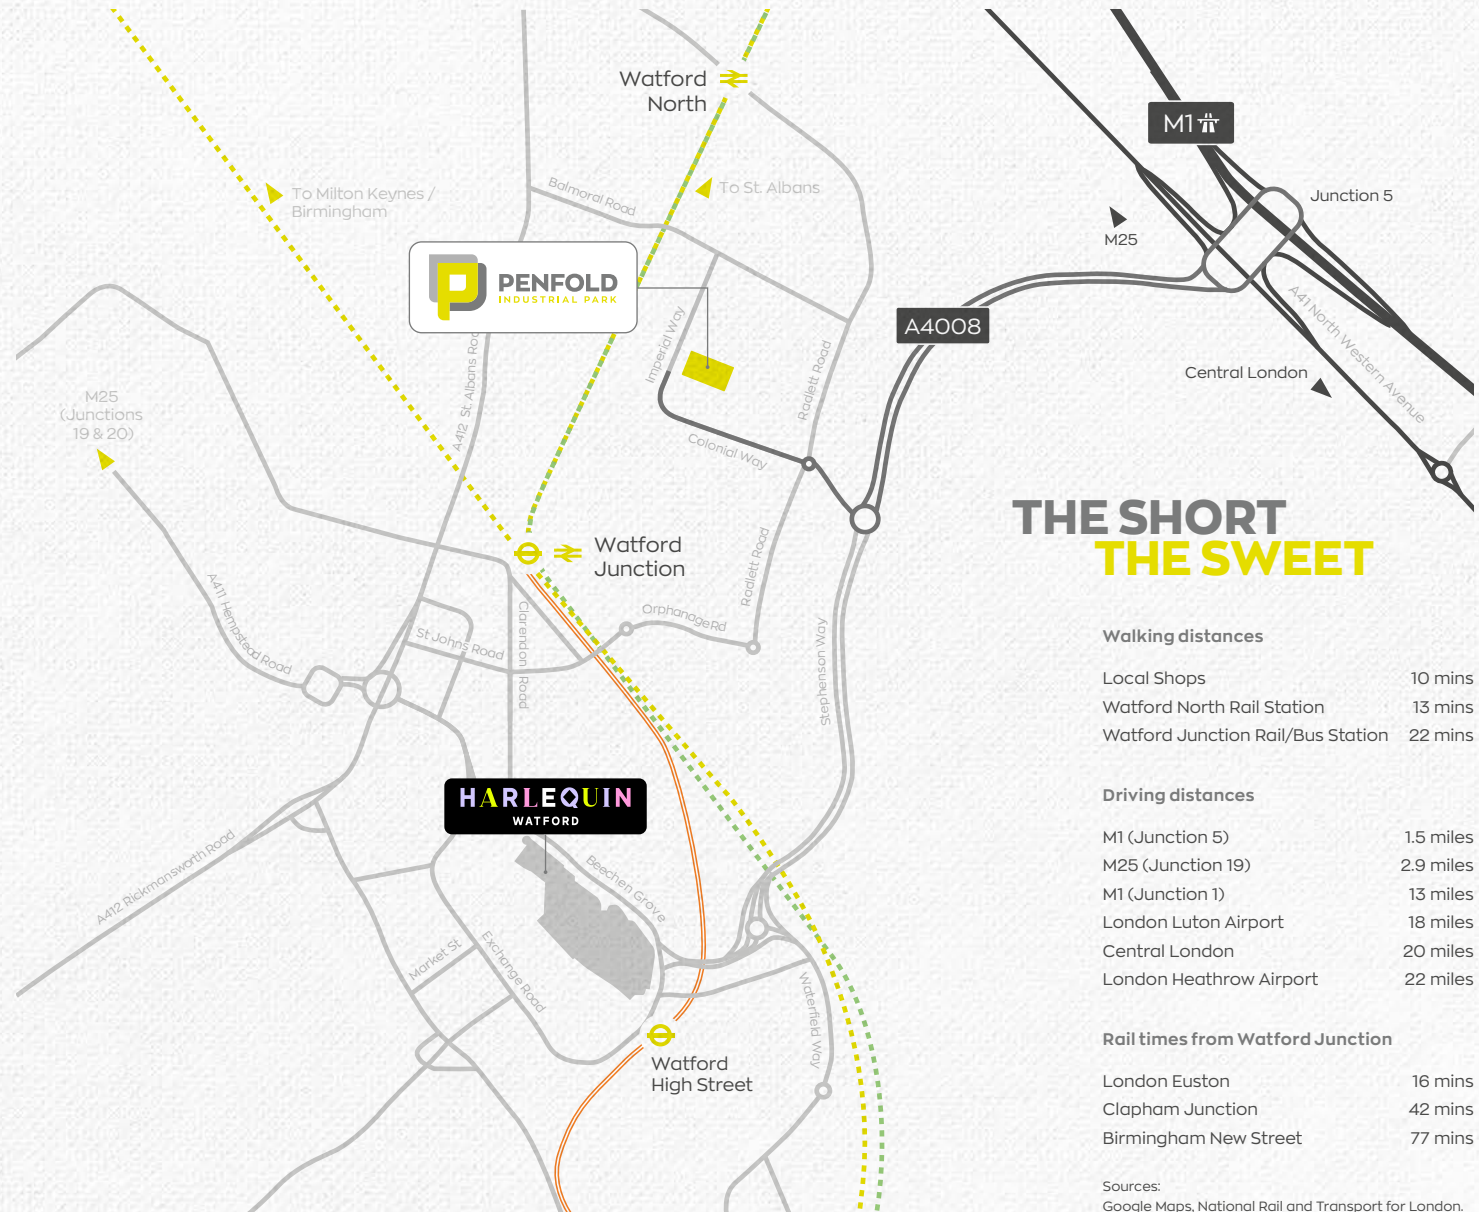 Watford
North
M1
Junction 5
To Milton Keynes /
Birmingham
Balmoral Road
To St. Albans
M25
PENFOLD
INDUSTRIAL PARK
A4008
A41 North Western Avenue
Imperial Way
Radlett Road
A412 St. Albans Roa
Central London
M25
(Junctions
19 & 20)
Colonial Way
THE SHORT
THE SWEET
Watford
Junction
Radlett Road
A411 Hempstead Road
Clarendon Road
Orphanage Rd
St Johns Road
Stephenson Way
Walking distances
Local Shops 10 mins
Watford North Rail Station 13 mins
Watford Junction Rail/Bus Station 22 mins
HARLEQUIN
WATFORD
Driving distances
M1 (Junction 5) 1.5 miles
M25 (Junction 19) 2.9 miles
M1 (Junction 1) 13 miles
London Luton Airport 18 miles
Central London 20 miles
London Heathrow Airport 22 miles
A412 Rickmansworth Road
Beechen Grove
Market St
Exchange Road
Waterfield Way
Watford
High Street
Rail times from Watford Junction
London Euston 16 mins
Clapham Junction 42 mins
Birmingham New Street 77 mins
Sources:
Google Maps, National Rail and Transport for London.